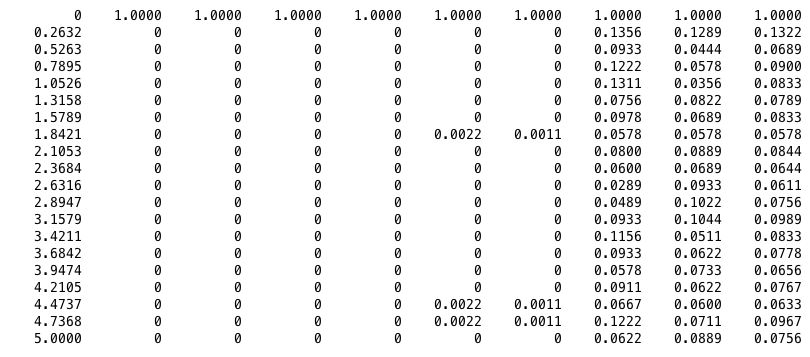 0 1.0000 1.0000 1.0000 1.0000 1.0000 1.0000 1.0000 1.0000 1.0000
0.2632 0 0 0 0 0 0 0.1356 0.1289 0.1322
0.5263 0 0 0 0 0 0 0.0933 0.0444 0.0689
0.7895 0 0 0 0 0 0 0.1222 0.0578 0.0900
1.0526 0 0 0 0 0 0 0.1311 0.0356 0.0833
1.3158 0 0 0 0 0 0 0.0756 0.0822 0.0789
1.5789 0 0 0 0 0 0 0.0978 0.0689 0.0833
1.8421 0 0 0 0 0.0022 0.0011 0.0578 0.0578 0.0578
2.1053 0 0 0 0 0 0 0.0800 0.0889 0.0844
2.3684 0 0 0 0 0 0 0.0600 0.0689 0.0644
2.6316 0 0 0 0 0 0 0.0289 0.0933 0.0611
2.8947 0 0 0 0 0 0 0.0489 0.1022 0.0756
3.1579 0 0 0 0 0 0 0.0933 0.1044 0.0989
3.4211 0 0 0 0 0 0 0.1156 0.0511 0.0833
3.6842 0 0 0 0 0 0 0.0933 0.0622 0.0778
3.9474 0 0 0 0 0 0 0.0578 0.0733 0.0656
4.2105 0 0 0 0 0 0 0.0911 0.0622 0.0767
4.4737 0 0 0 0 0.0022 0.0011 0.0667 0.0600 0.0633
4.7368 0 0 0 0 0.0022 0.0011 0.1222 0.0711 0.0967
5.0000 0 0 0 0 0 0 0.0622 0.0889 0.0756